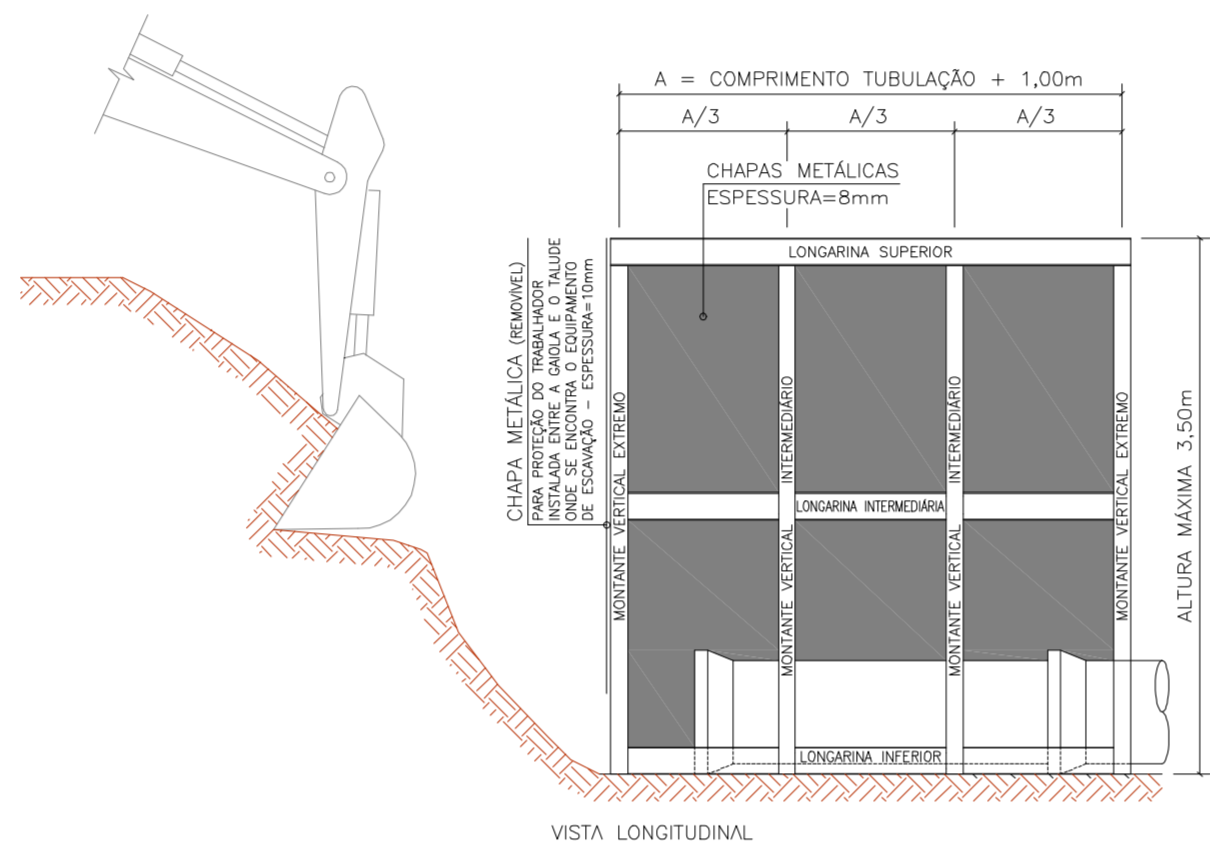 A = COMPRIMENTO TUBULAÇÃO + 1,00m
A/3
A/3
A/3
CHAPAS METÁLICAS
ESPESSURA=8mm
LONGARINA SUPERIOR
CHAPA METÁLICA (REMOVÍVEL)
PARA PROTEÇÃO DO TRABALHADOR
INSTALADA ENTRE A GAIOLA E O TALUDE
ONDE SE ENCONTRA O EQUIPAMENTO
DE ESCAVAÇÃO - ESPESSURA=10mm
MONTANTE VERTICAL EXTREMO
MONTANTE VERTICAL INTERMEDIÁRIO
LONGARINA INTERMEDIÁRIA
MONTANTE VERTICAL INTERMEDIÁRIO
MONTANTE VERTICAL EXTREMO
ALTURA MÁXIMA 3,50m
LONGARINA INFERIOR
VISTA LONGITUDINAL